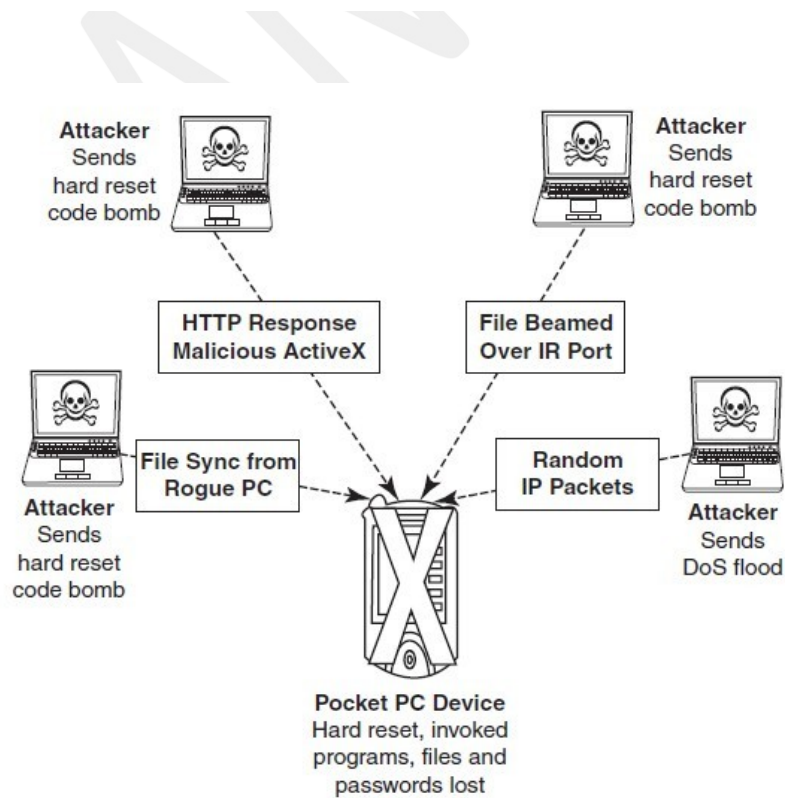 Attacker
Sends
hard reset
code bomb
Attacker
Sends
hard reset
code bomb
HTTP Response
Malicious ActiveX
File Beamed
Over IR Port
File Sync from
Rogue PC
Random
IP Packets
Attacker
Sends
hard reset
code bomb
Attacker
Sends
DoS flood
Pocket PC Device
Hard reset, invoked
programs, files and
passwords lost